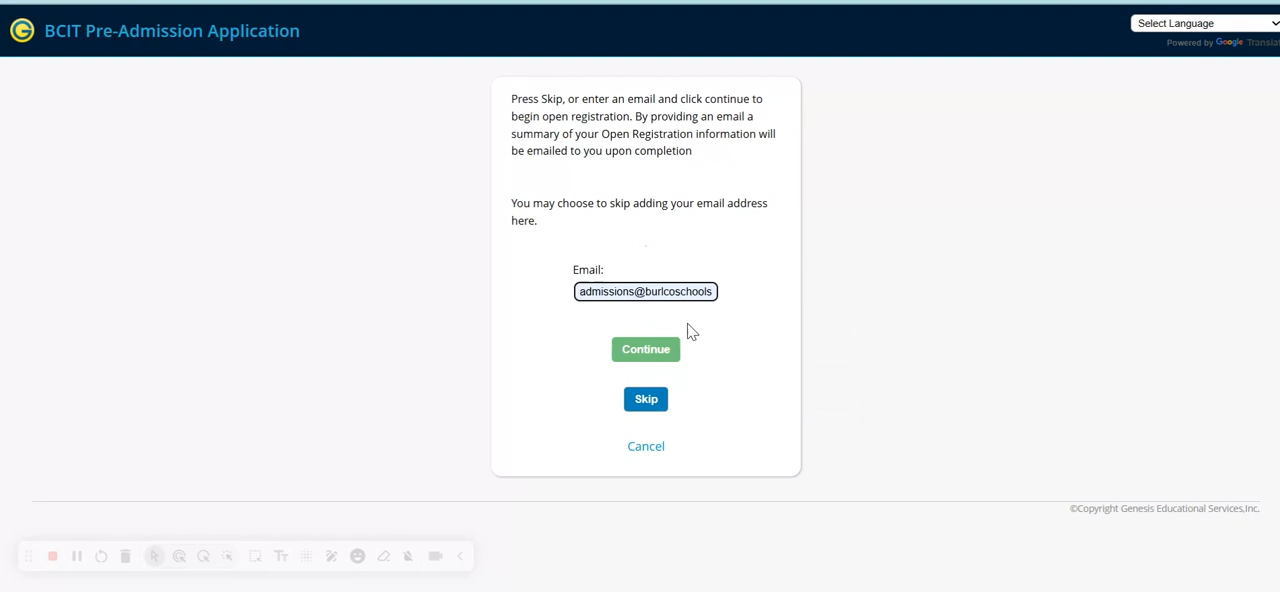 BCIT Pre-Admission Application
Select Language
Powered by Google Transla
Press Skip, or enter an email and click continue to
begin open registration. By providing an email a
summary of your Open Registration information will
be emailed to you upon completion
You may choose to skip adding your email address
here.
Email:
admissions@burlcoschools
Continue
Skip
Cancel
©Copyright Genesis Educational Services,Inc.
Tт